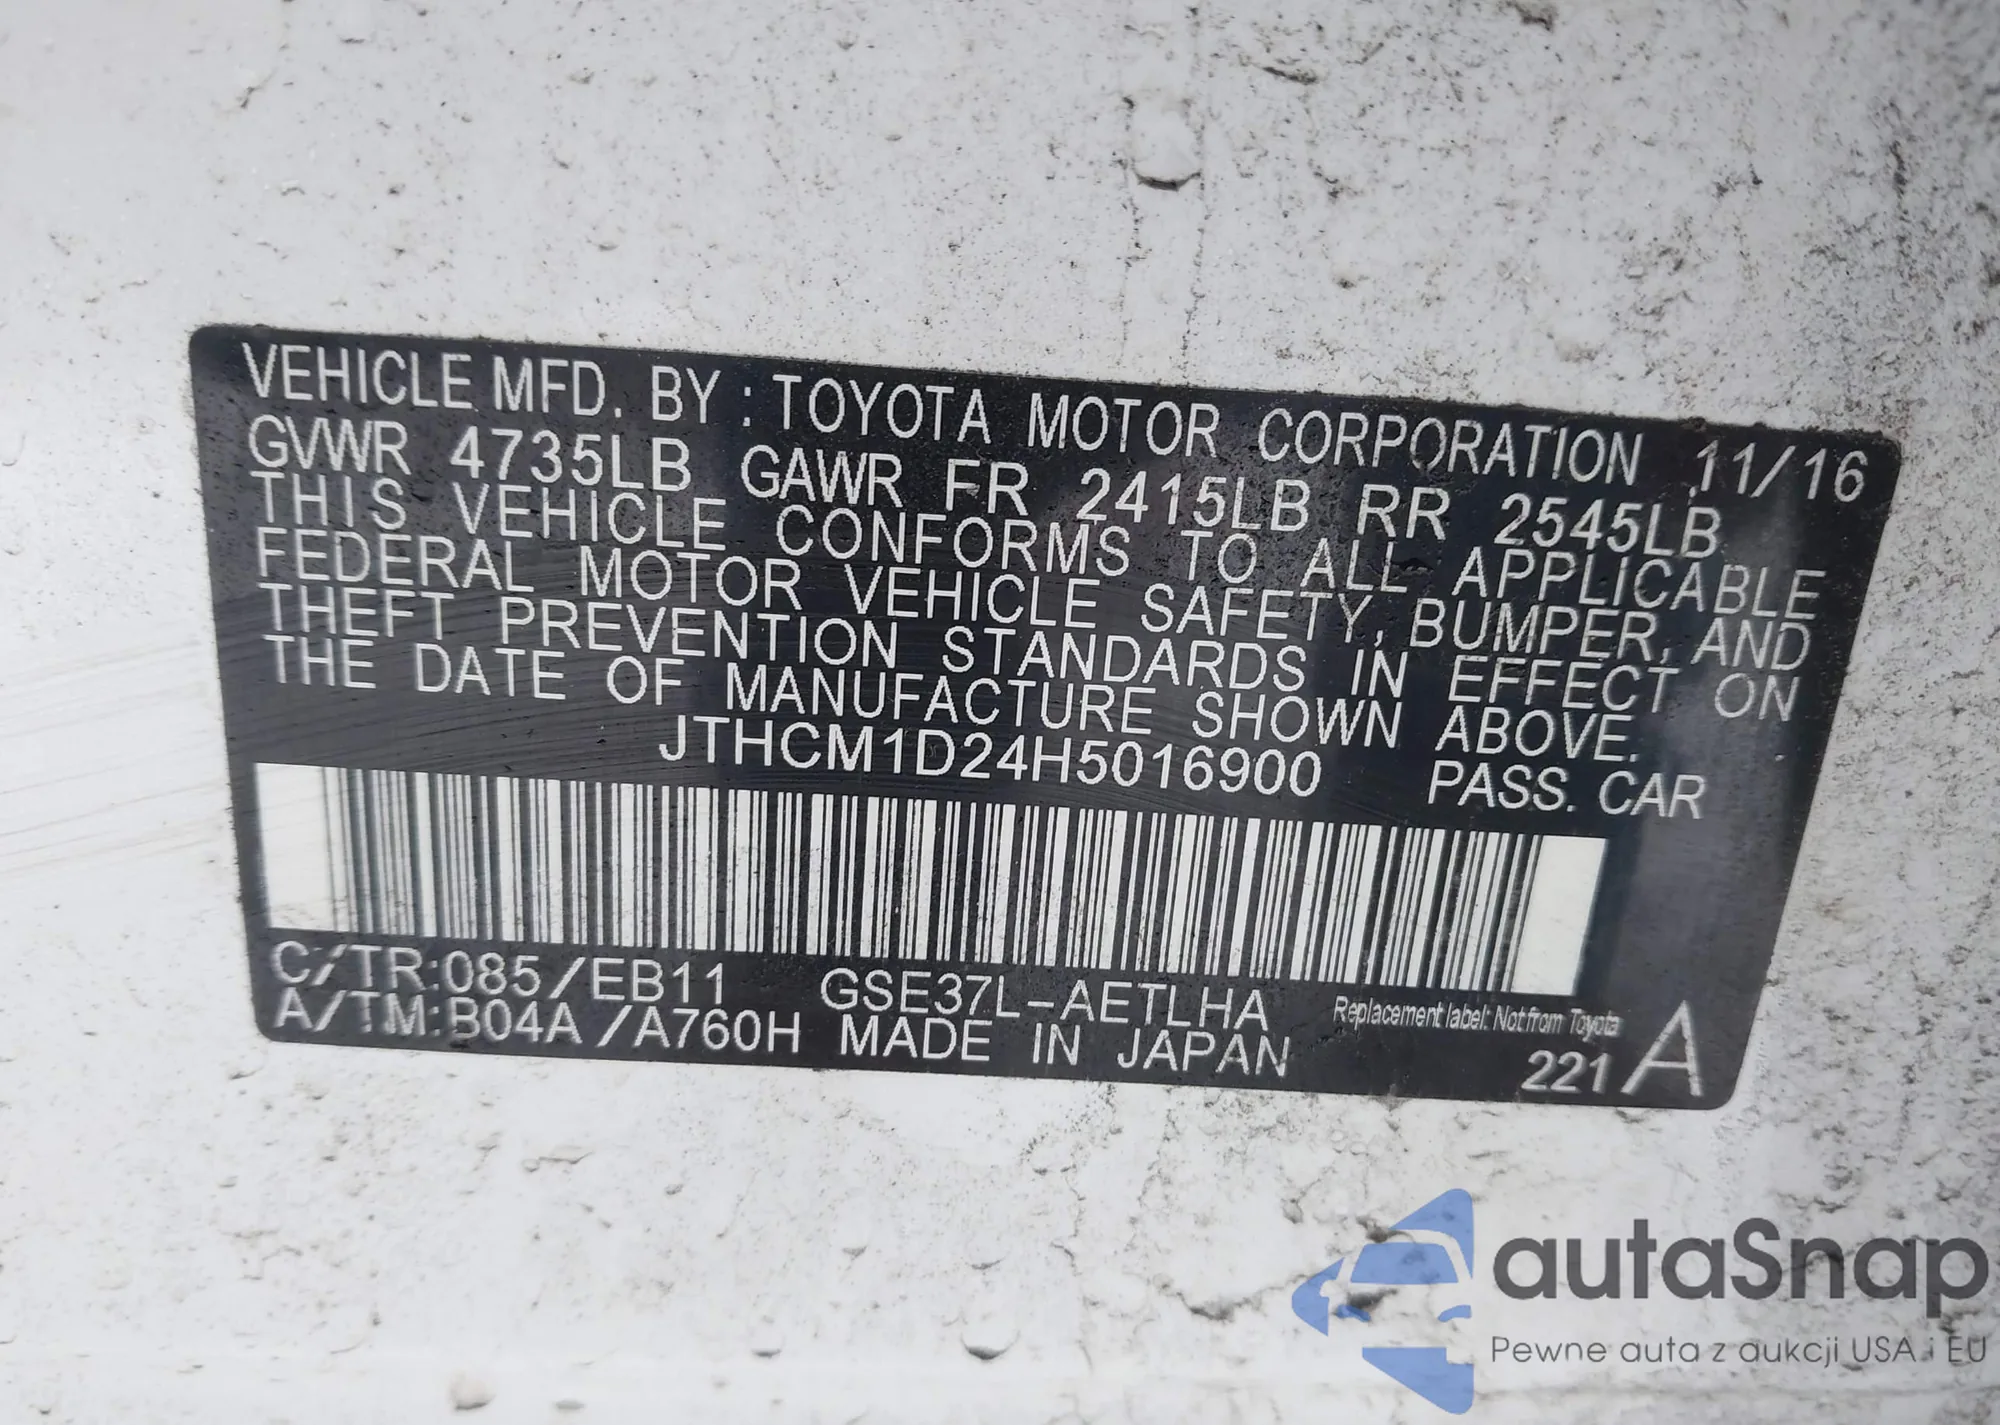 VEHICLE MFD. BY : TOYOTA MOTOR CORPORATION 11/16
GVWR 4735LB GAWR FR 2415LB RR 2545LB
THIS VEHICLE CONFORMS TO ALL APPLICABLE
FEDERAL MOTOR VEHICLE SAFETY, BUMPER, AND
THEFT PREVENTION STANDARDS IN EFFECT ON
THE DATE OF MANUFACTURE SHOWN ABOVE.
JTHCM1D24H5016900 PASS. CAR
C/TR:085/EB11 GSE37L-AETLHA Replacement label: Not from Toyota
A/TM:B04A /A760H MADE IN JAPAN 221 A
autaSnap
Pewne auta z aukcji USA i EU